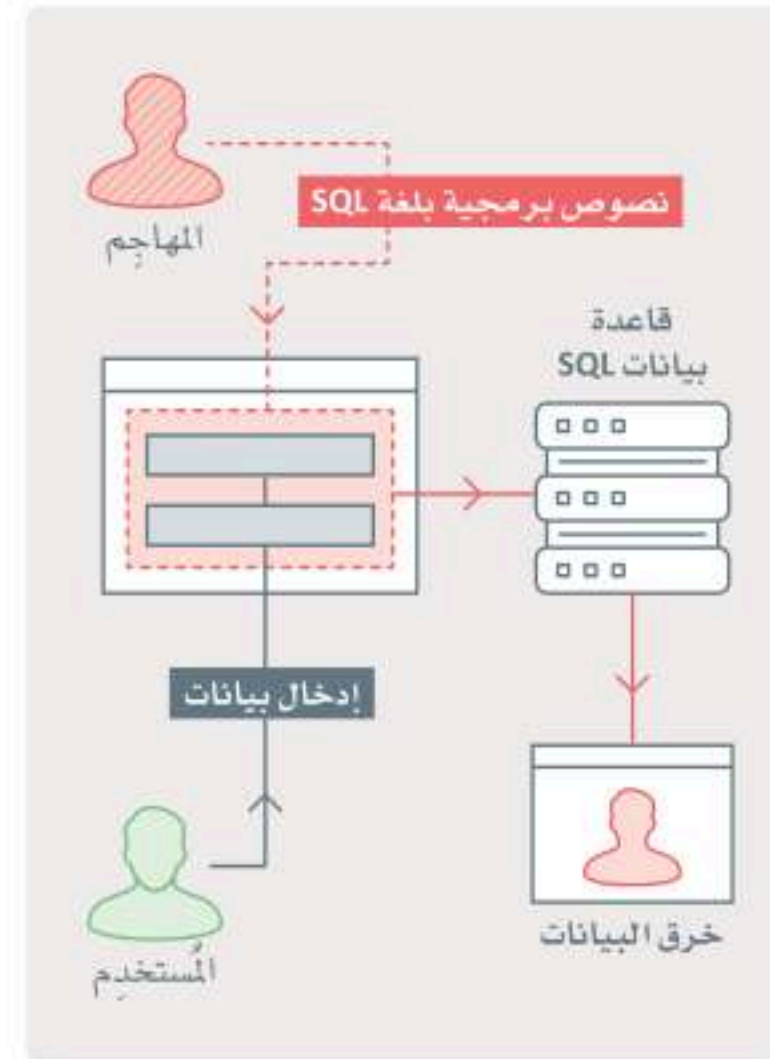 نصوص برمجية بلغة SQL
المهاجِم
قاعدة
بيانات SQL
إدخال بيانات
المُستخدِم
خرق البيانات